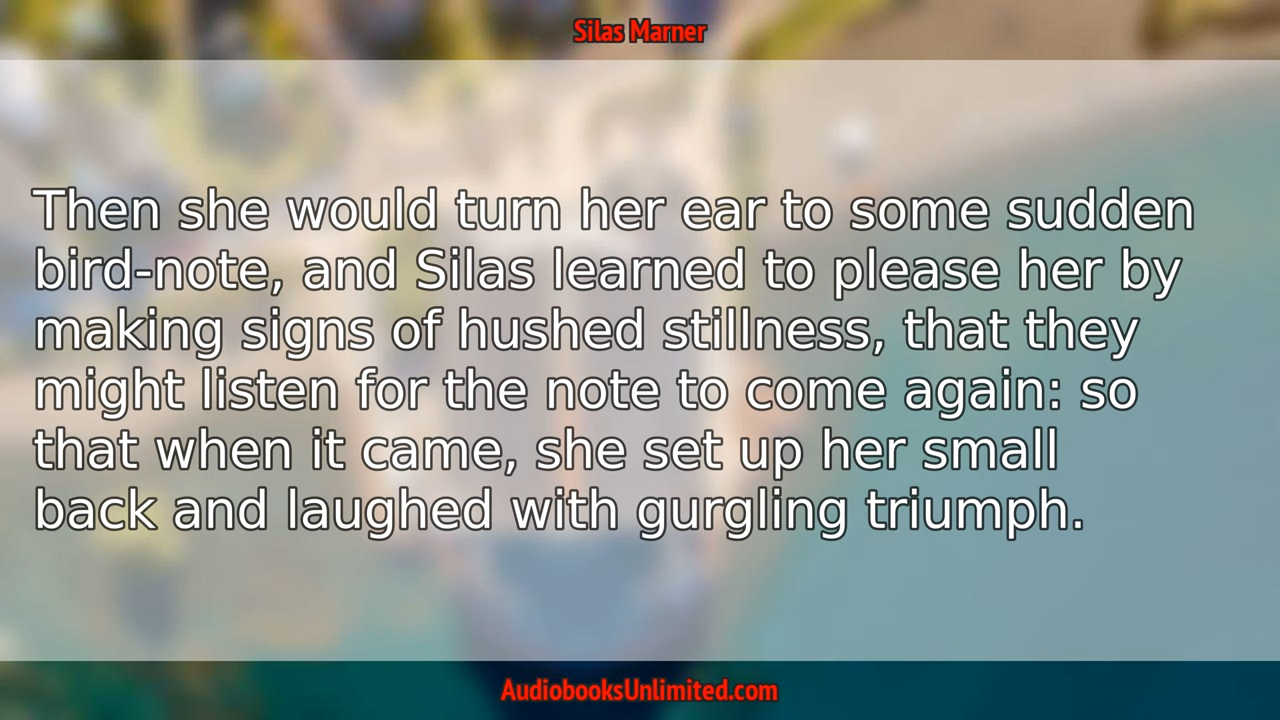 Silas Marner
Then she would turn her ear to some sudden
bird-note, and Silas learned to please her by
making signs of hushed stillness, that they
might listen for the note to come again: so
that when it came, she set up her small
back and laughed with gurgling triumph.
AudiobooksUnlimited.com